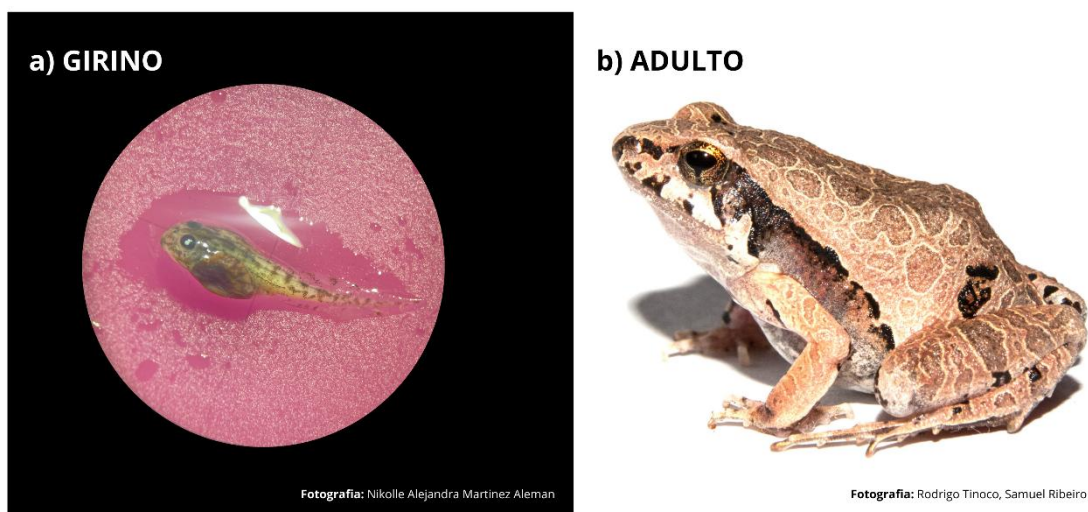 a) GIRINO
b) ADULTO
Fotografia: Nikolle Alejandra Martinez Aleman
Fotografia: Rodrigo Tinoco, Samuel Ribeiro